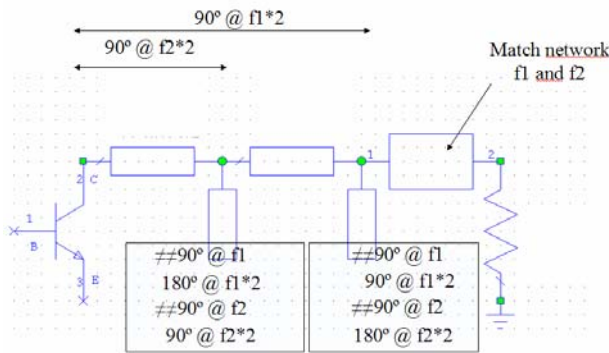 90º @ f1*2
90º @ f2*2
Match network
f1 and f2
1
2
2
C
1
B
3
E
##90º @ f1
180º @ f1*2
##90º @ f2
90º @ f2*2
##90º @ f1
90º @ f1*2
##90º @ f2
180º @ f2*2